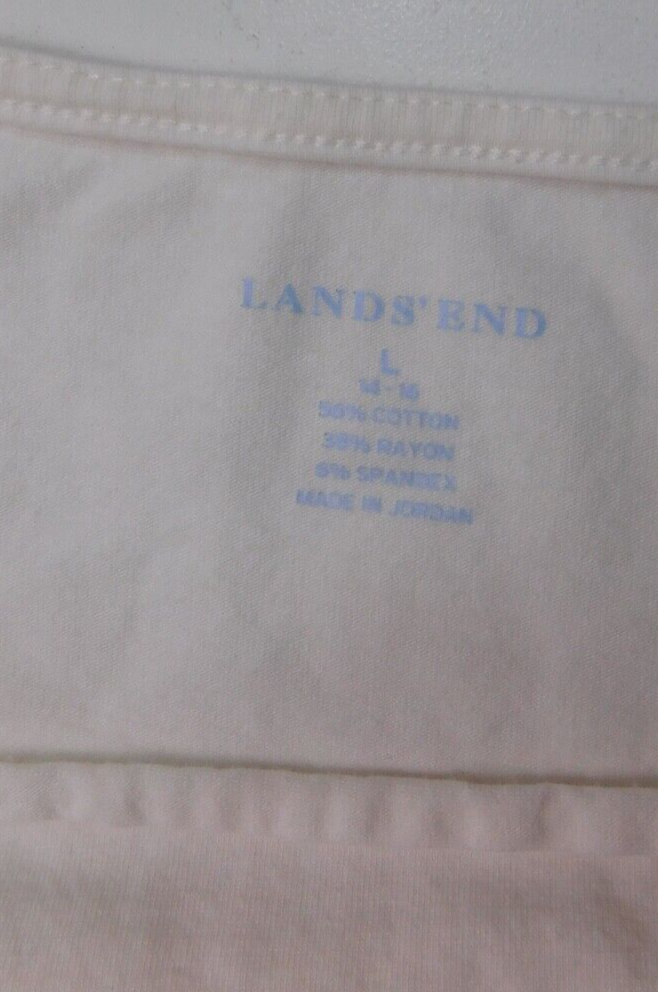 LANDS' END
L
14 - 16
56% COTTON
38% RAYON
6% SPANDEX
MADE IN JORDAN